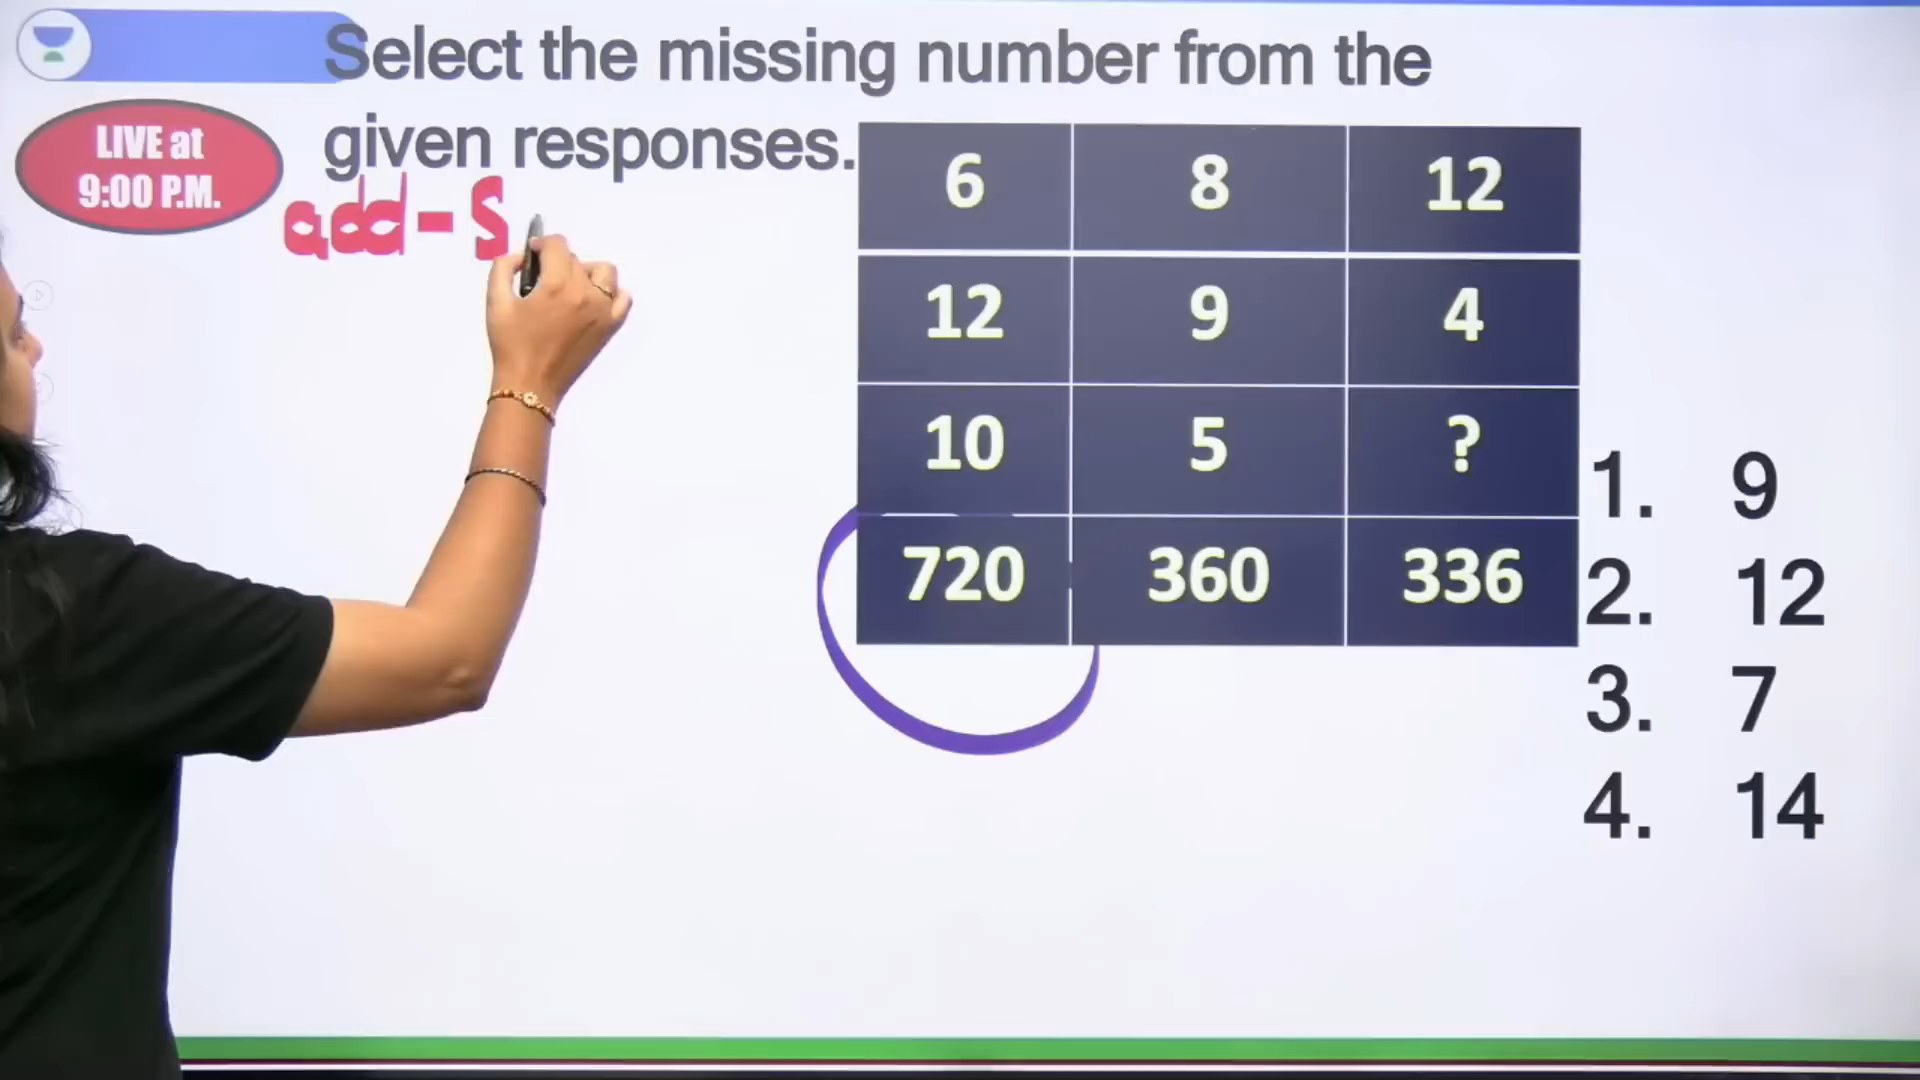 Select the missing number from the
given responses.
LIVE at
9:00 P.M.
add - S
6 8 12
12 9 4
10 5 ?
720 360 336
1. 9
2. 12
3. 7
4. 14